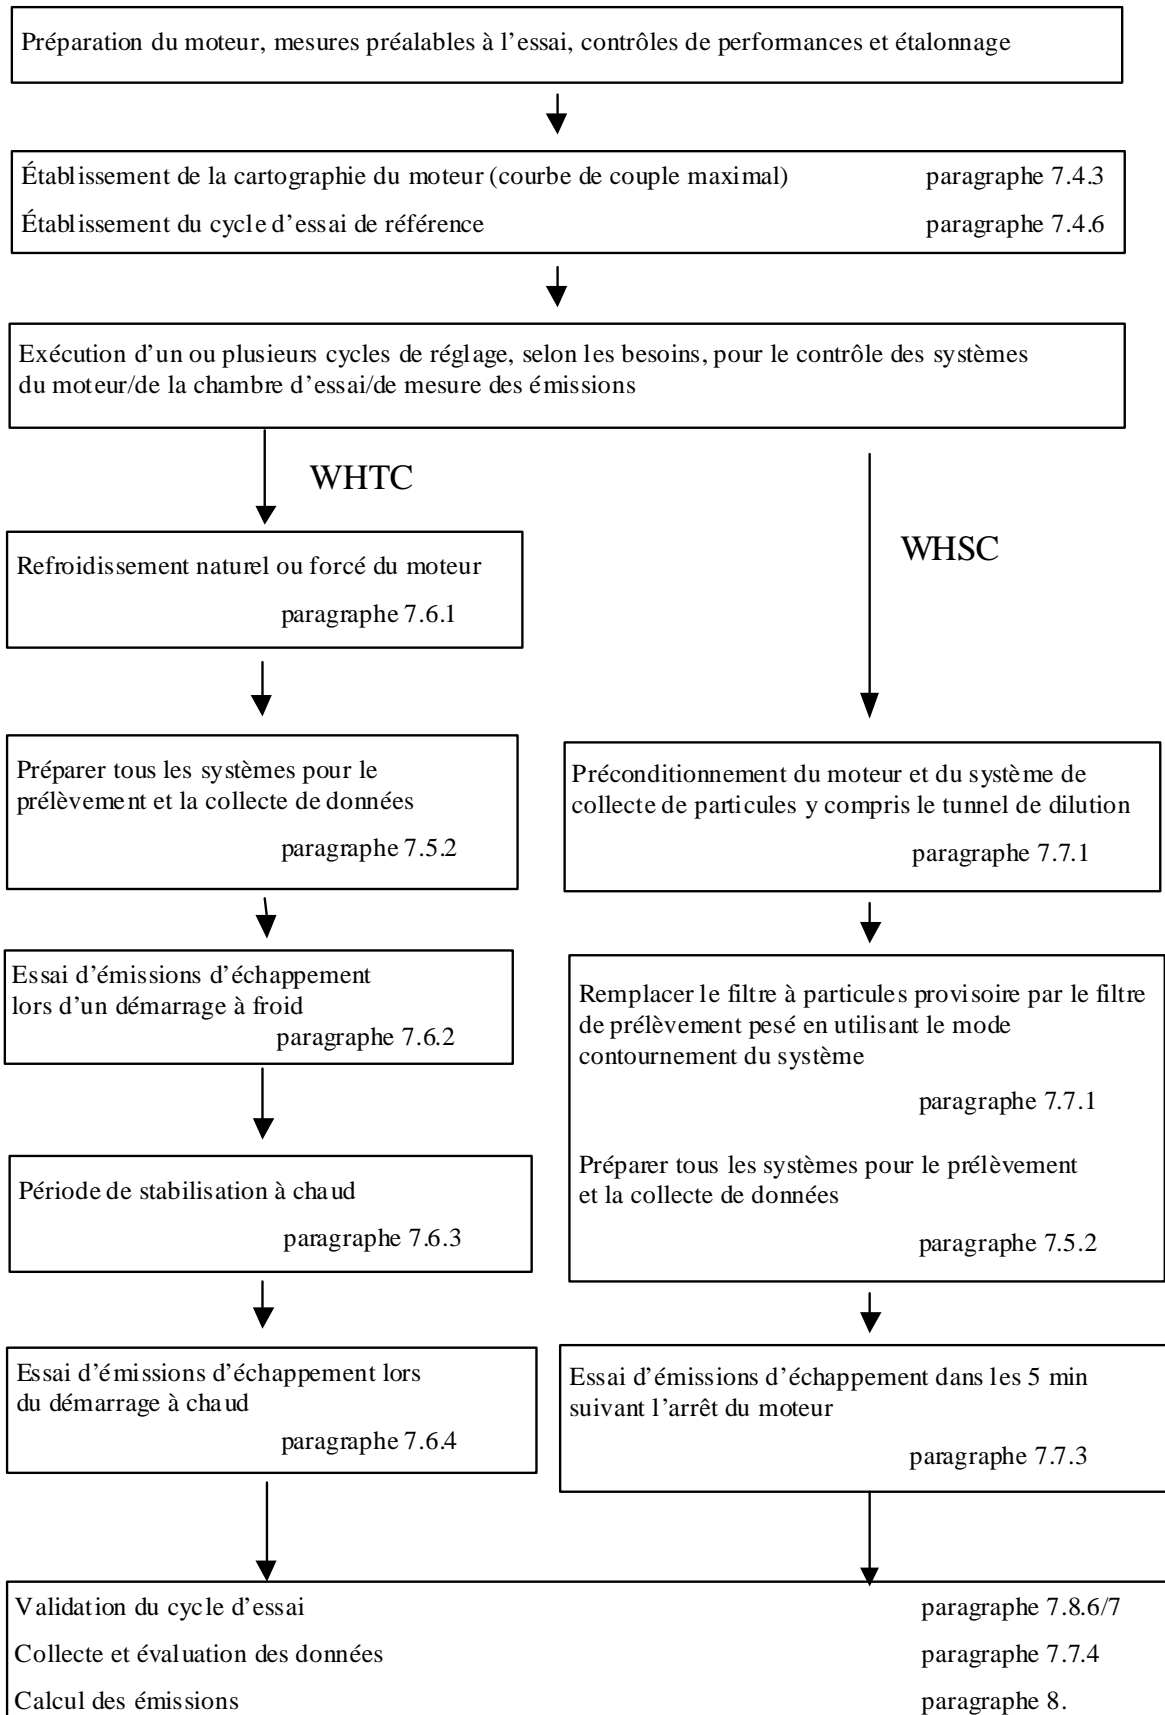 Préparation du moteur, mesures préalables à l'essai, contrôles de performances et étalonnage
Établissement de la cartographie du moteur (courbe de couple maximal) paragraphe 7.4.3
Établissement du cycle d'essai de référence paragraphe 7.4.6
Exécution d'un ou plusieurs cycles de réglage, selon les besoins, pour le contrôle des systèmes
du moteur/de la chambre d'essai/de mesure des émissions
WHTC
Refroidissement naturel ou forcé du moteur
paragraphe 7.6.1
Préparer tous les systèmes pour le
prélèvement et la collecte de données
paragraphe 7.5.2
Essai d'émissions d'échappement
lors d'un démarrage à froid
paragraphe 7.6.2
Période de stabilisation à chaud
paragraphe 7.6.3
Essai d'émissions d'échappement lors
du démarrage à chaud
paragraphe 7.6.4
WHSC
Préconditionnement du moteur et du système de
collecte de particules y compris le tunnel de dilution
paragraphe 7.7.1
Remplacer le filtre à particules provisoire par le filtre
de prélèvement pesé en utilisant le mode
contournement du système
paragraphe 7.7.1
Préparer tous les systèmes pour le prélèvement
et la collecte de données
paragraphe 7.5.2
Essai d'émissions d'échappement dans les 5 min
suivant l'arrêt du moteur
paragraphe 7.7.3
Validation du cycle d'essai paragraphe 7.8.6/7
Collecte et évaluation des données paragraphe 7.7.4
Calcul des émissions paragraphe 8.